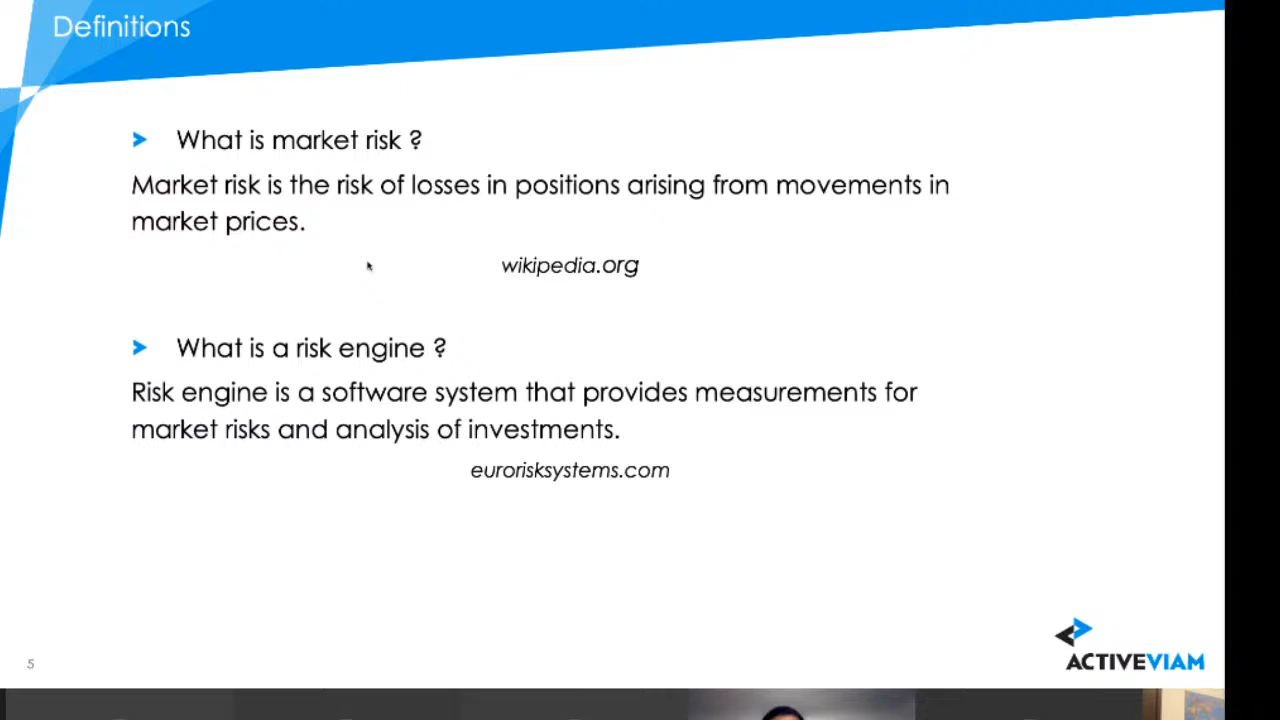 Definitions
What is market risk ?
Market risk is the risk of losses in positions arising from movements in
market prices.
wikipedia.org
What is a risk engine ?
Risk engine is a software system that provides measurements for
market risks and analysis of investments.
eurorisksystems.com
5
ACTIVEVIAM